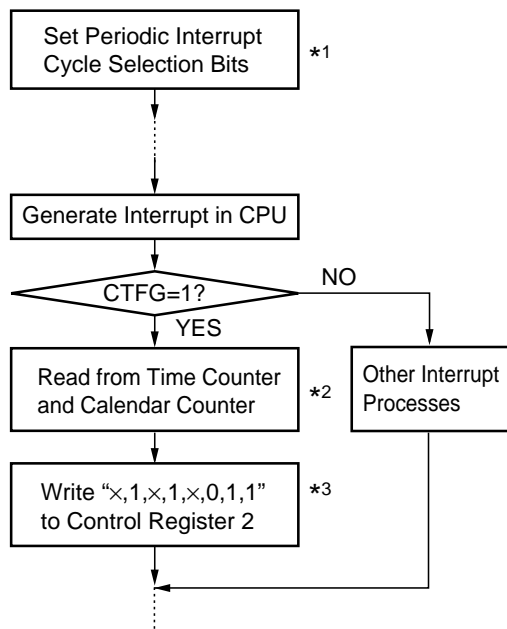 Set Periodic Interrupt
Cycle Selection Bits
*1
Generate Interrupt in CPU
CTFG=1?
NO
YES
Read from Time Counter
and Calendar Counter
*2
Other Interrupt
Processes
Write “×,1,×,1,×,0,1,1”
to Control Register 2
*3